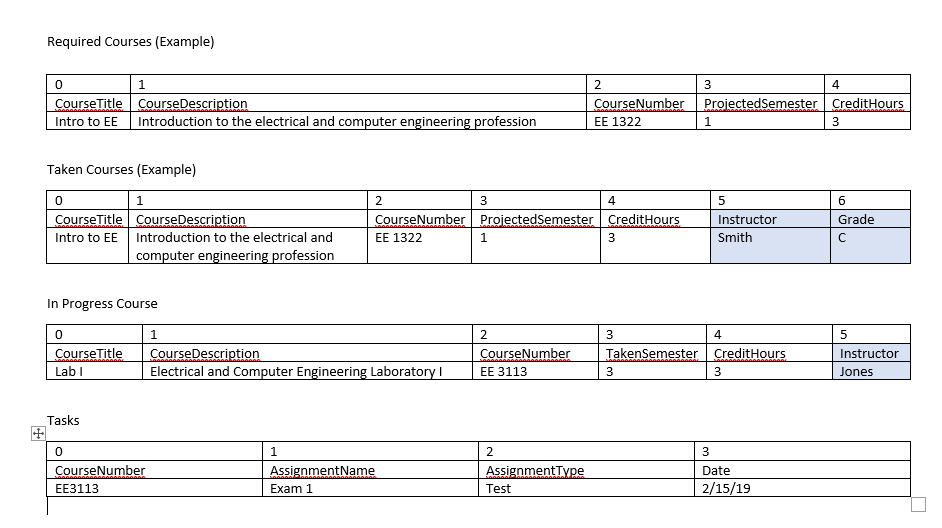 Required Courses (Example)
0 1 2 3 4
CourseTitle CourseDescription CourseNumber ProjectedSemester CreditHours
Intro to EE Introduction to the electrical and computer engineering profession EE 1322 1 3
Taken Courses (Example)
0 1 2 3 4 5 6
CourseTitle CourseDescription CourseNumber ProjectedSemester CreditHours Instructor Grade
Intro to EE Introduction to the electrical and EE 1322 1 3 Smith C
computer engineering profession
In Progress Course
0 1 2 3 4 5
CourseTitle CourseDescription CourseNumber TakenSemester CreditHours Instructor
Lab I Electrical and Computer Engineering Laboratory I EE 3113 3 3 Jones
Tasks
0 1 2 3
CourseNumber AssignmentName AssignmentType Date
EE3113 Exam 1 Test 2/15/19